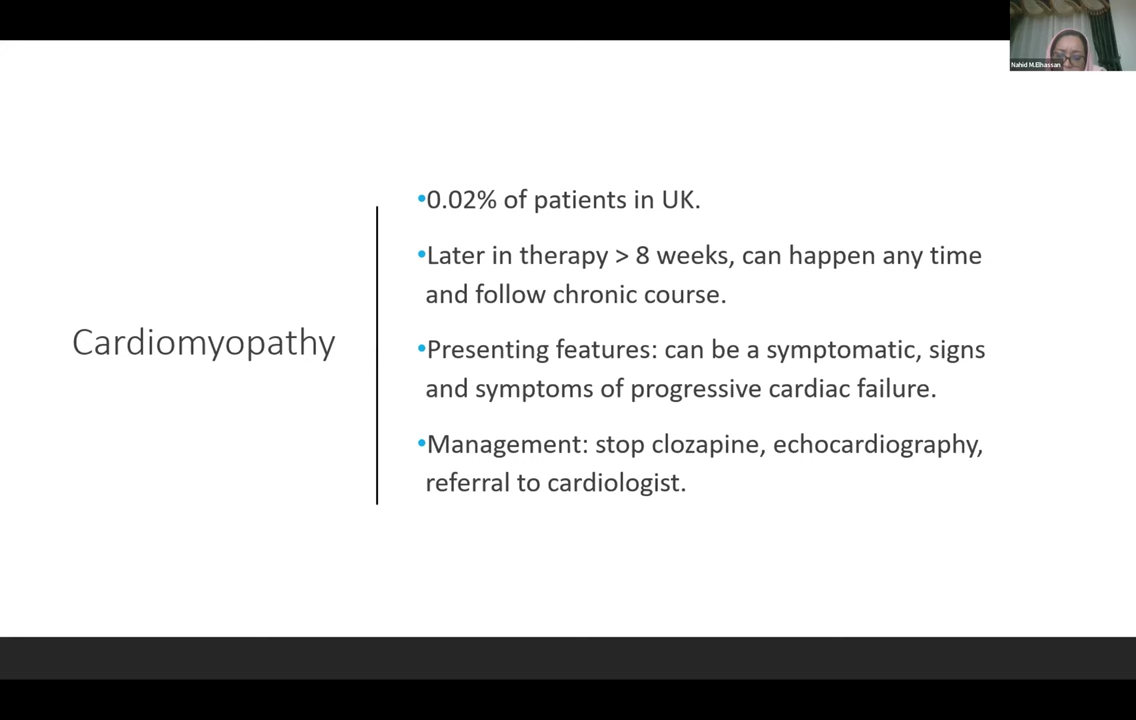 Nahid M.Elhassan
Cardiomyopathy
•0.02% of patients in UK.
•Later in therapy > 8 weeks, can happen any time
and follow chronic course.
•Presenting features: can be a symptomatic, signs
and symptoms of progressive cardiac failure.
•Management: stop clozapine, echocardiography,
referral to cardiologist.